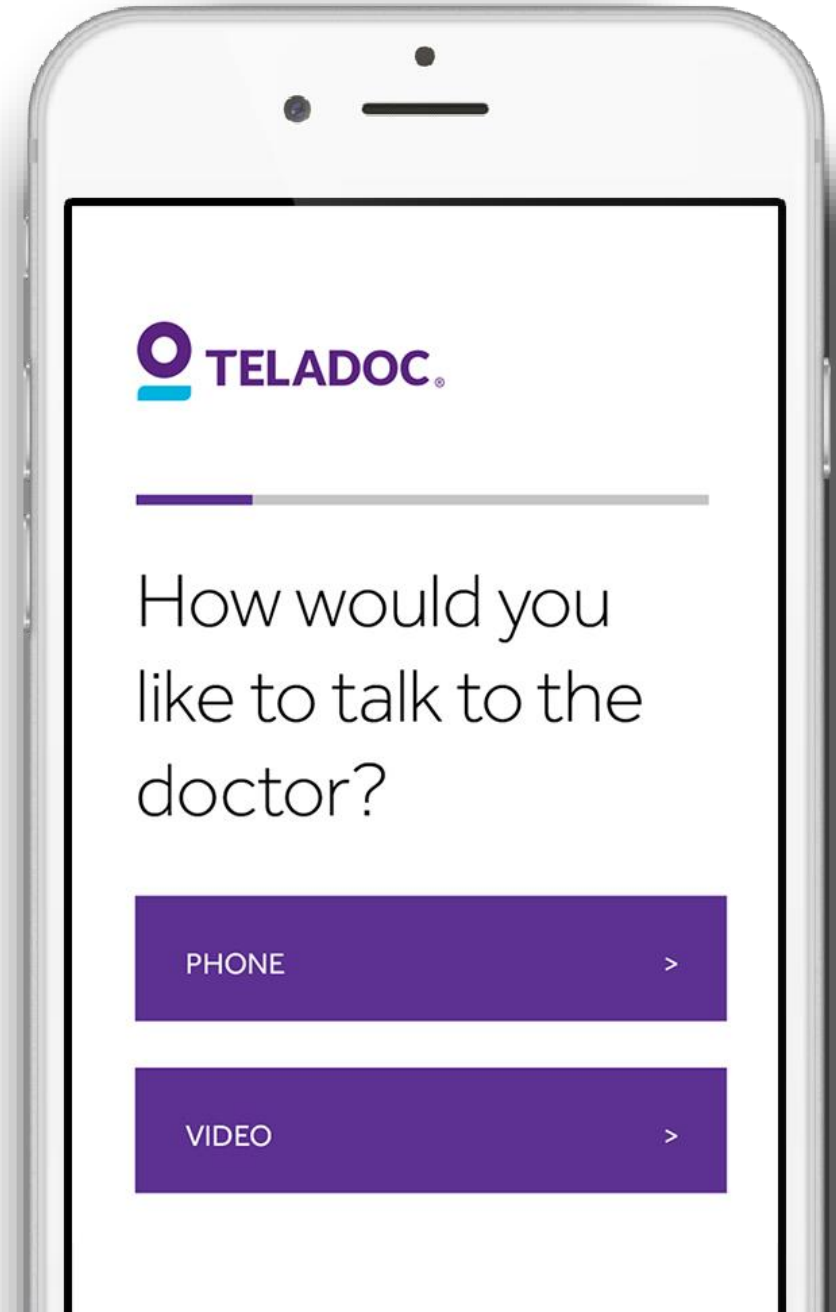 TELADOC®
How would you
like to talk to the
doctor?
PHONE >
VIDEO >